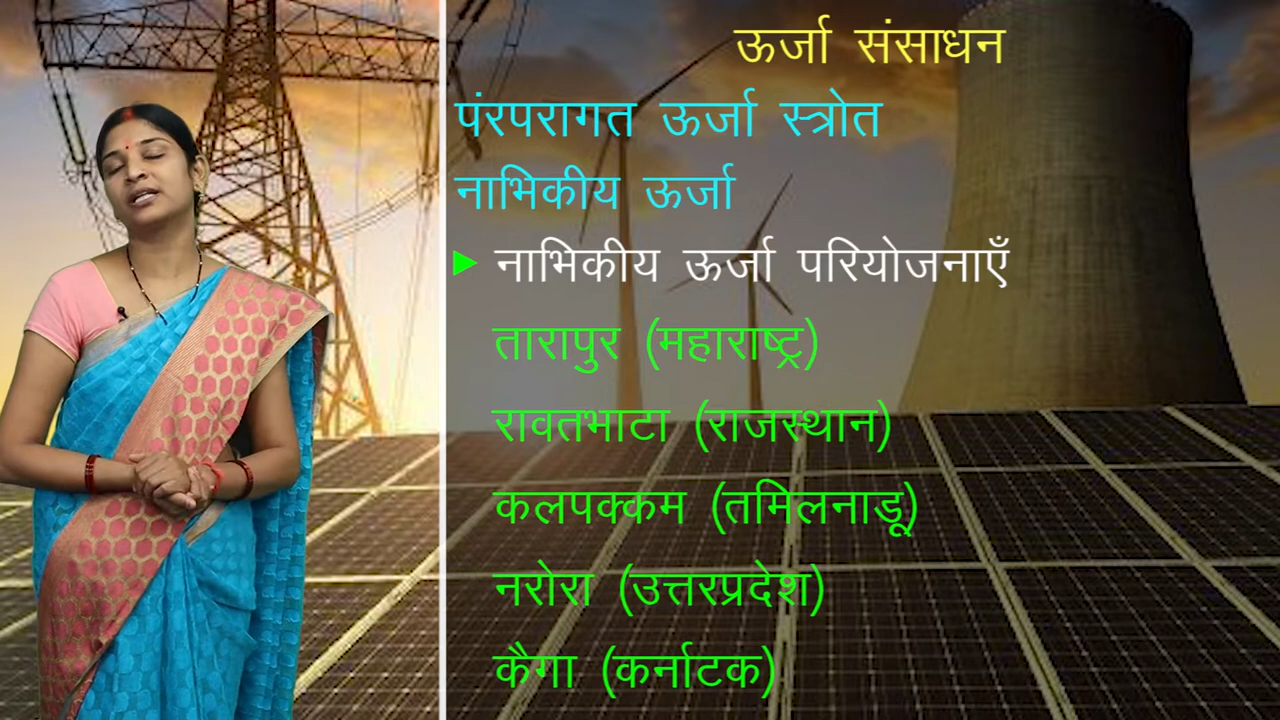 ऊर्जा संसाधन
पंरपरागत ऊर्जा स्त्रोत
नाभिकीय ऊर्जा
नाभिकीय ऊर्जा परियोजनाएँ
तारापुर (महाराष्ट्र)
रावतभाटा (राजस्थान)
कलपक्कम (तमिलनाडू)
नरोरा (उत्तरप्रदेश)
कैगा (कर्नाटक)